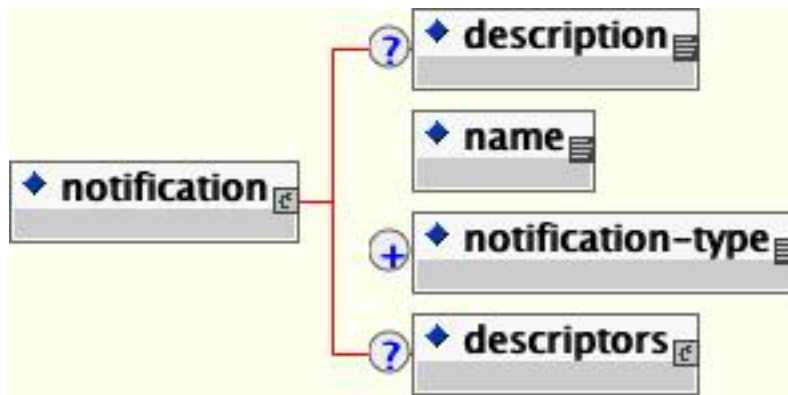 ? description
name
notification
+ notification-type
? descriptors